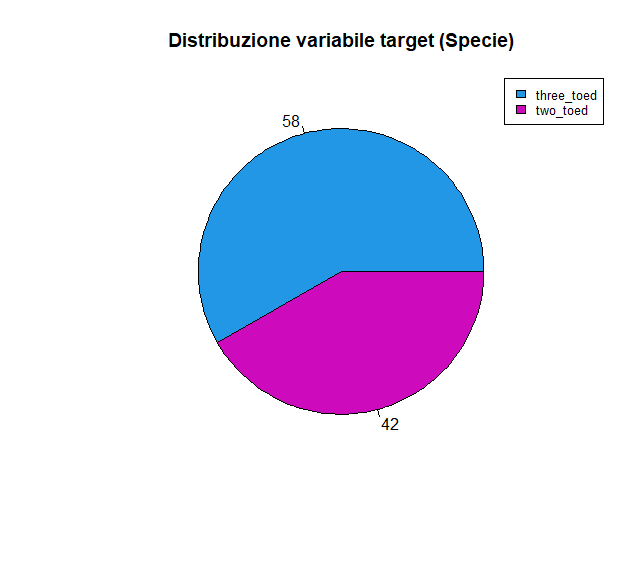 Distribuzione variabile target (Specie)
three_toed
two_toed
58
42